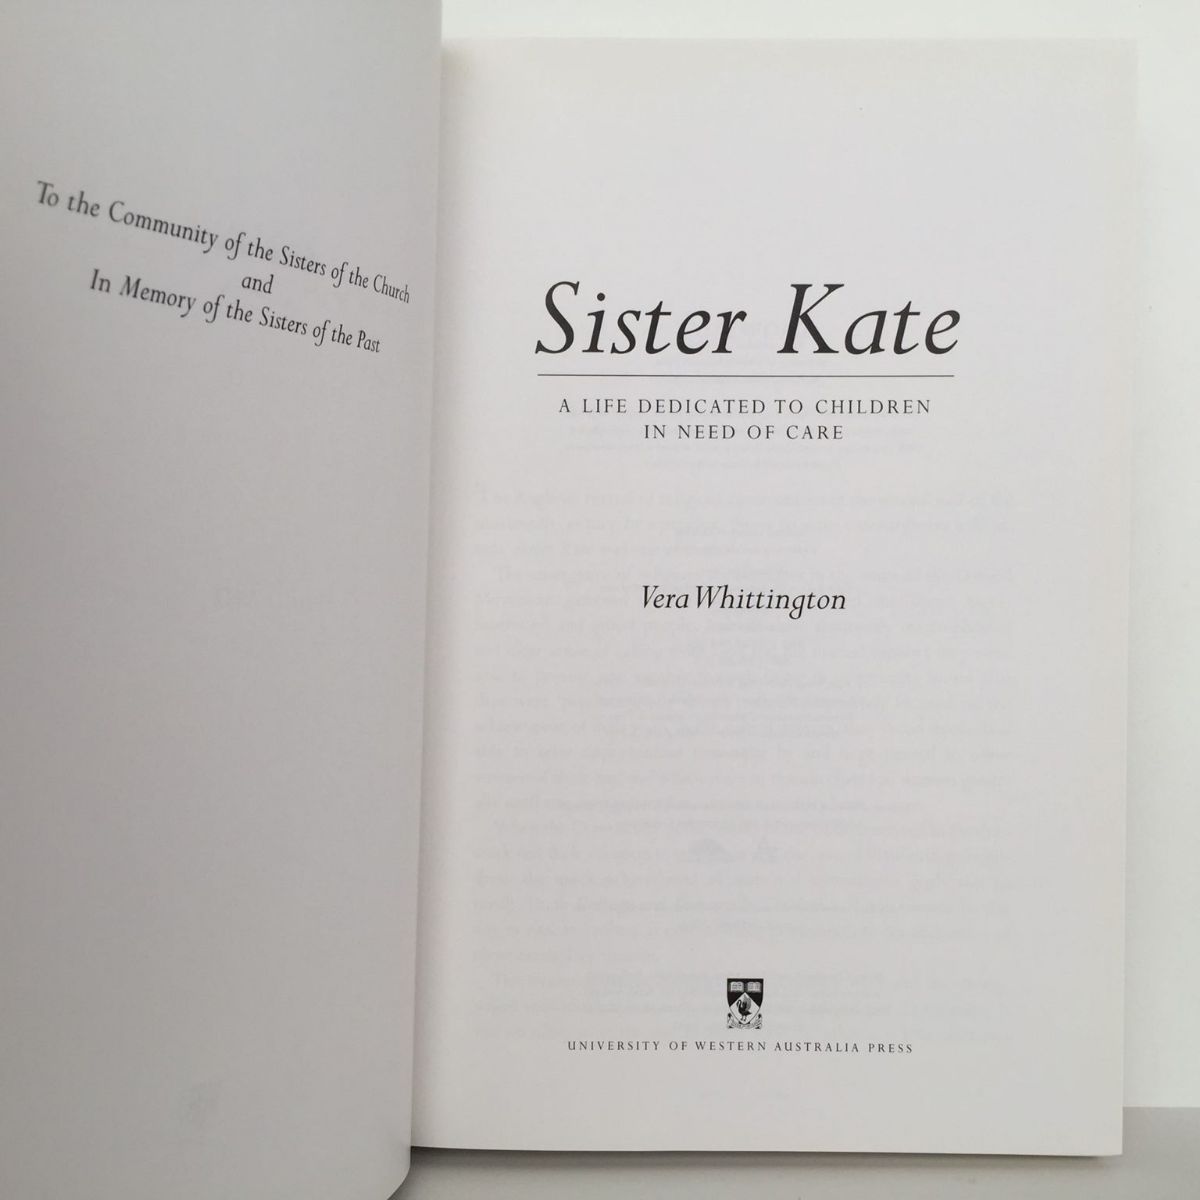 To the Community of the Sisters of the Church
and
In Memory of the Sisters of the Past
Sister Kate
A LIFE DEDICATED TO CHILDREN
IN NEED OF CARE
Vera Whittington
UNIVERSITY OF WESTERN AUSTRALIA PRESS